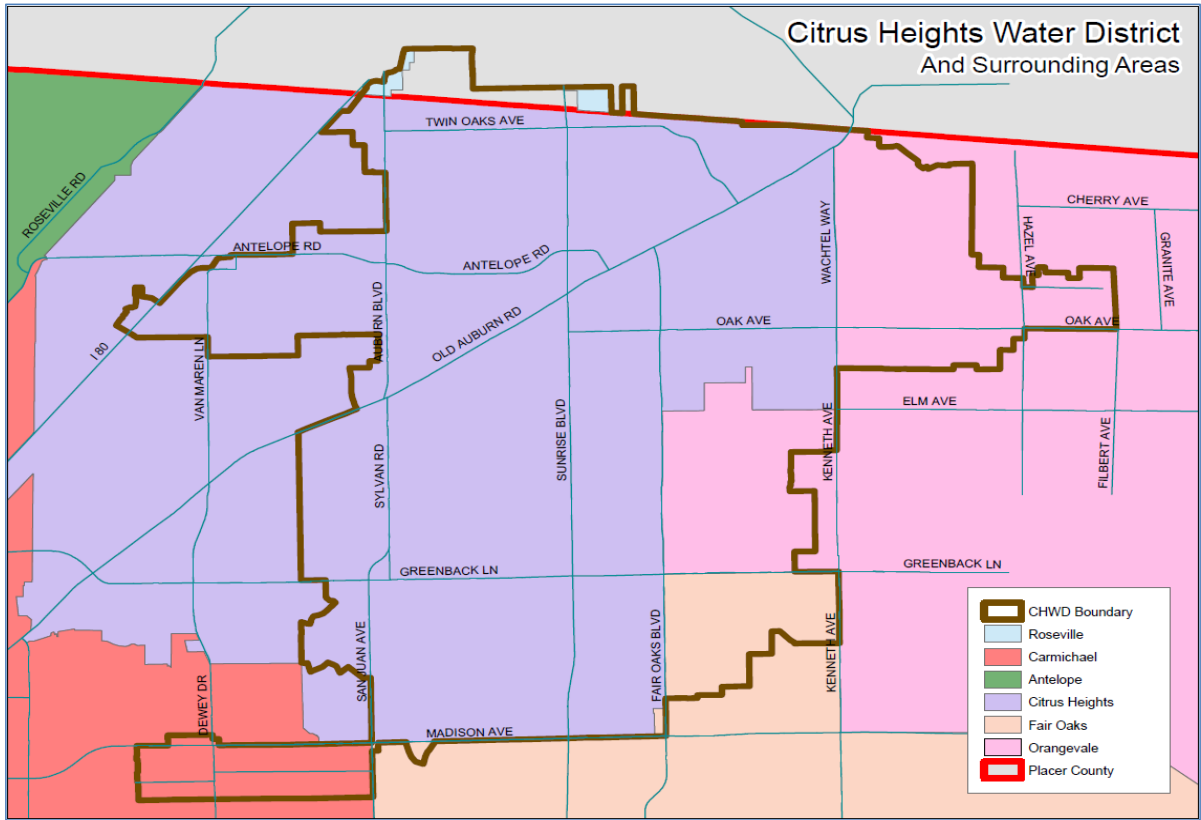 Citrus Heights Water District
And Surrounding Areas
TWIN OAKS AVE
ROSEVILLE RD
CHERRY AVE
WACHTEL WAY
HAZEL AVE
GRANITE AVE
ANTELOPE RD
ANTELOPE RD
AUBURN BLVD
OLD AUBURN RD
OAK AVE
OAK AVE
I 80
VAN MAREN LN
ELM AVE
SUNRISE BLVD
KENNETH AVE
FILBERT AVE
SYLVAN RD
GREENBACK LN
GREENBACK LN
SAN JUAN AVE
FAIR OAKS BLVD
KENNETH AVE
DEWEY DR
MADISON AVE
CHWD Boundary
Roseville
Carmichael
Antelope
Citrus Heights
Fair Oaks
Orangevale
Placer County